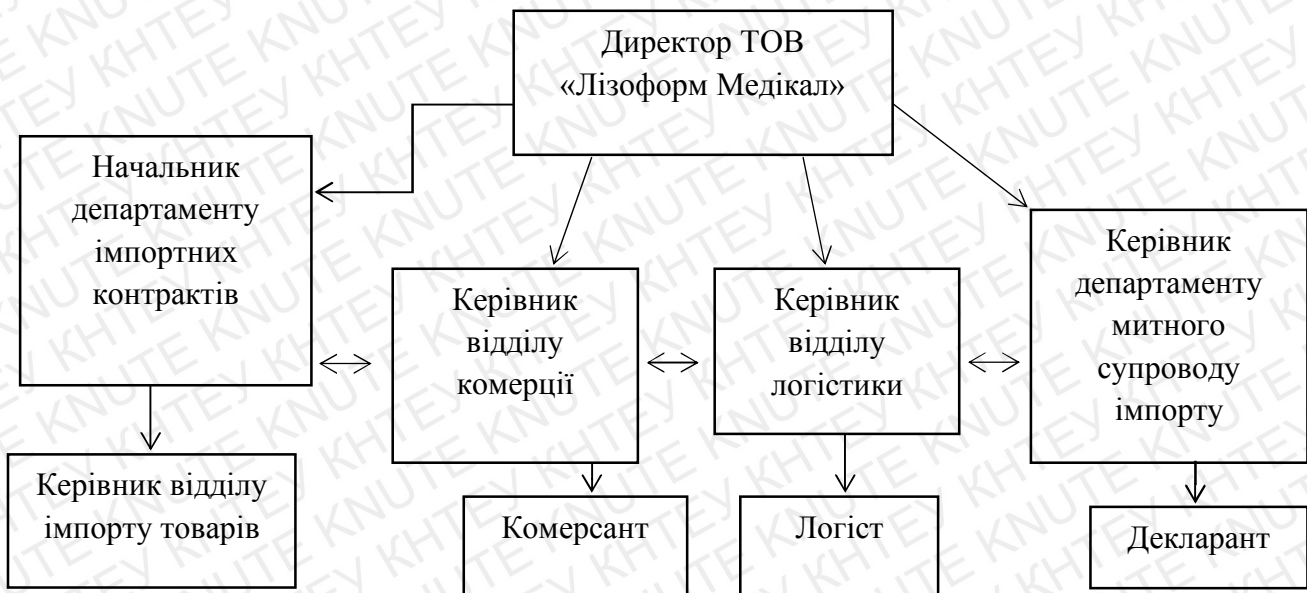 Директор ТОВ
«Лізоформ Медікал»
Начальник
департаменту
імпортних
контрактів
Керівник
відділу
комерції
Керівник
відділу
логістики
Керівник
департаменту
митного
супроводу
імпорту
Керівник відділу
імпорту товарів
Комерсант
Логіст
Декларант